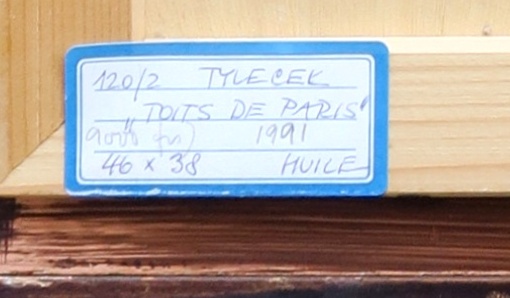 120/2 TYLECEK
"TOITS DE PARIS"
1991
46 x 38 HUILE